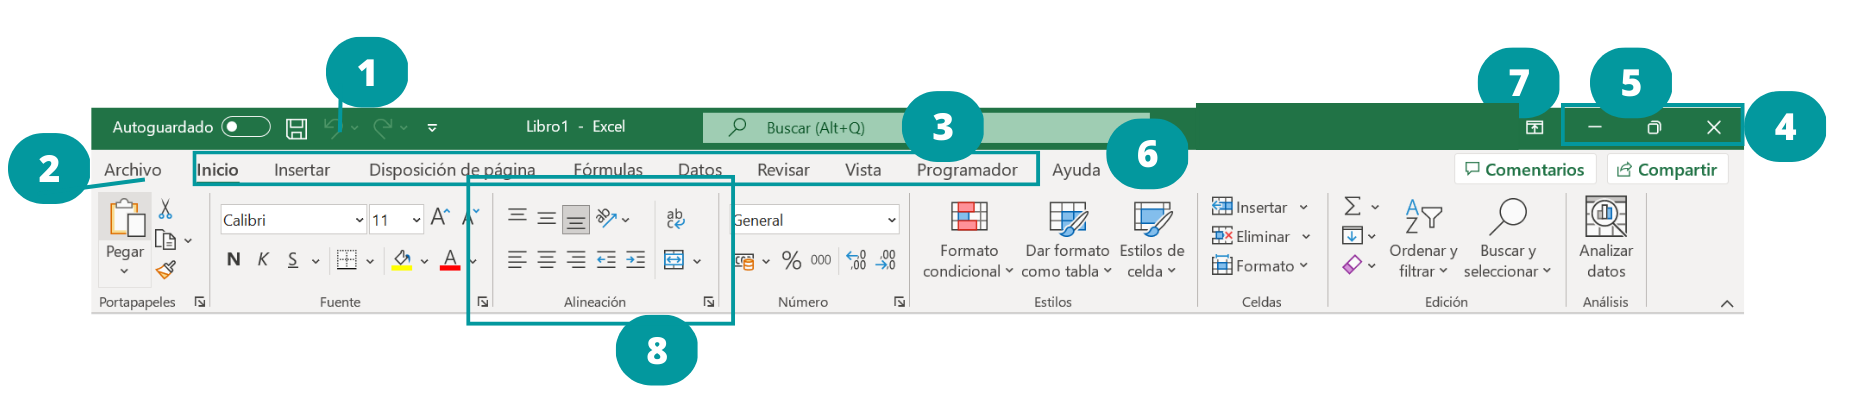 1
7
5
Autoguardado
Libro1 - Excel
Buscar (Alt+Q)
3
4
2
Archivo
Inicio
Insertar
Disposición de página
Fórmulas
Datos
Revisar
Vista
Programador
Ayuda
6
Comentarios
Compartir
Pegar
Portapapeles
Calibri
11
A
A
N
K
S
A
Fuente
ab
c
Alineación
8
General
%
000
,00
,00
Número
Formato
condicional
Dar formato
como tabla
Estilos de
celda
Estilos
Insertar
Eliminar
Formato
Celdas
Σ
A
Z
Ordenar y
filtrar
Buscar y
seleccionar
Edición
Analizar
datos
Análisis